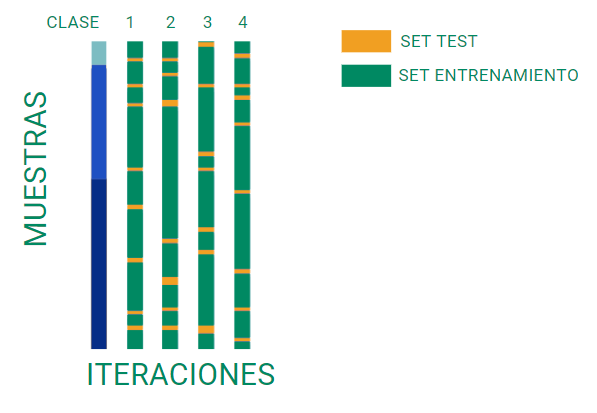 CLASE 1 2 3 4
SET TEST
SET ENTRENAMIENTO
MUESTRAS
ITERACIONES